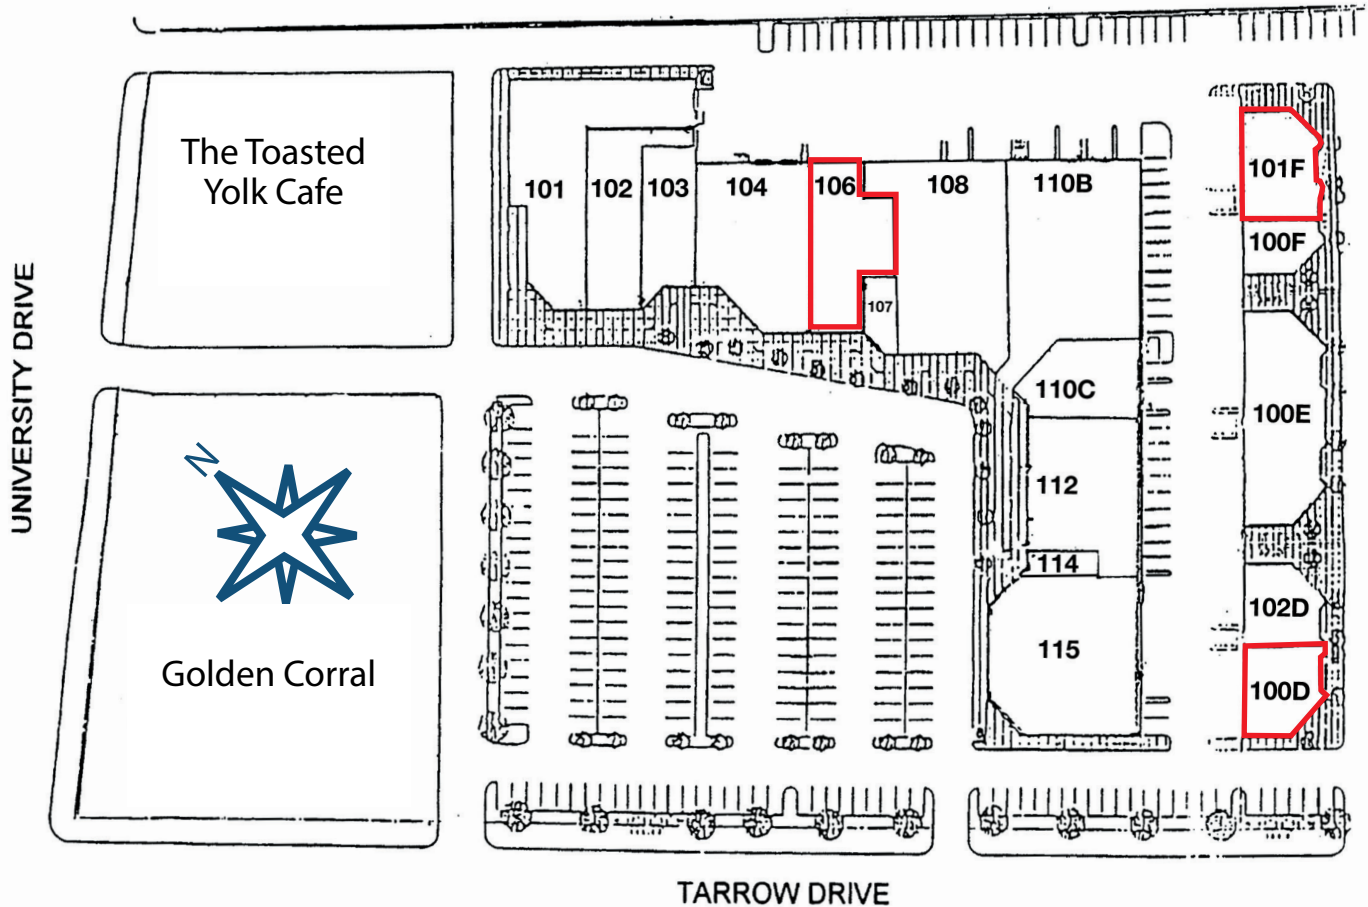 The Toasted
Yolk Cafe
101
102
103
104
106
107
108
110B
101F
100F
110C
100E
112
114
115
102D
100D
UNIVERSITY DRIVE
N
Golden Corral
TARROW DRIVE